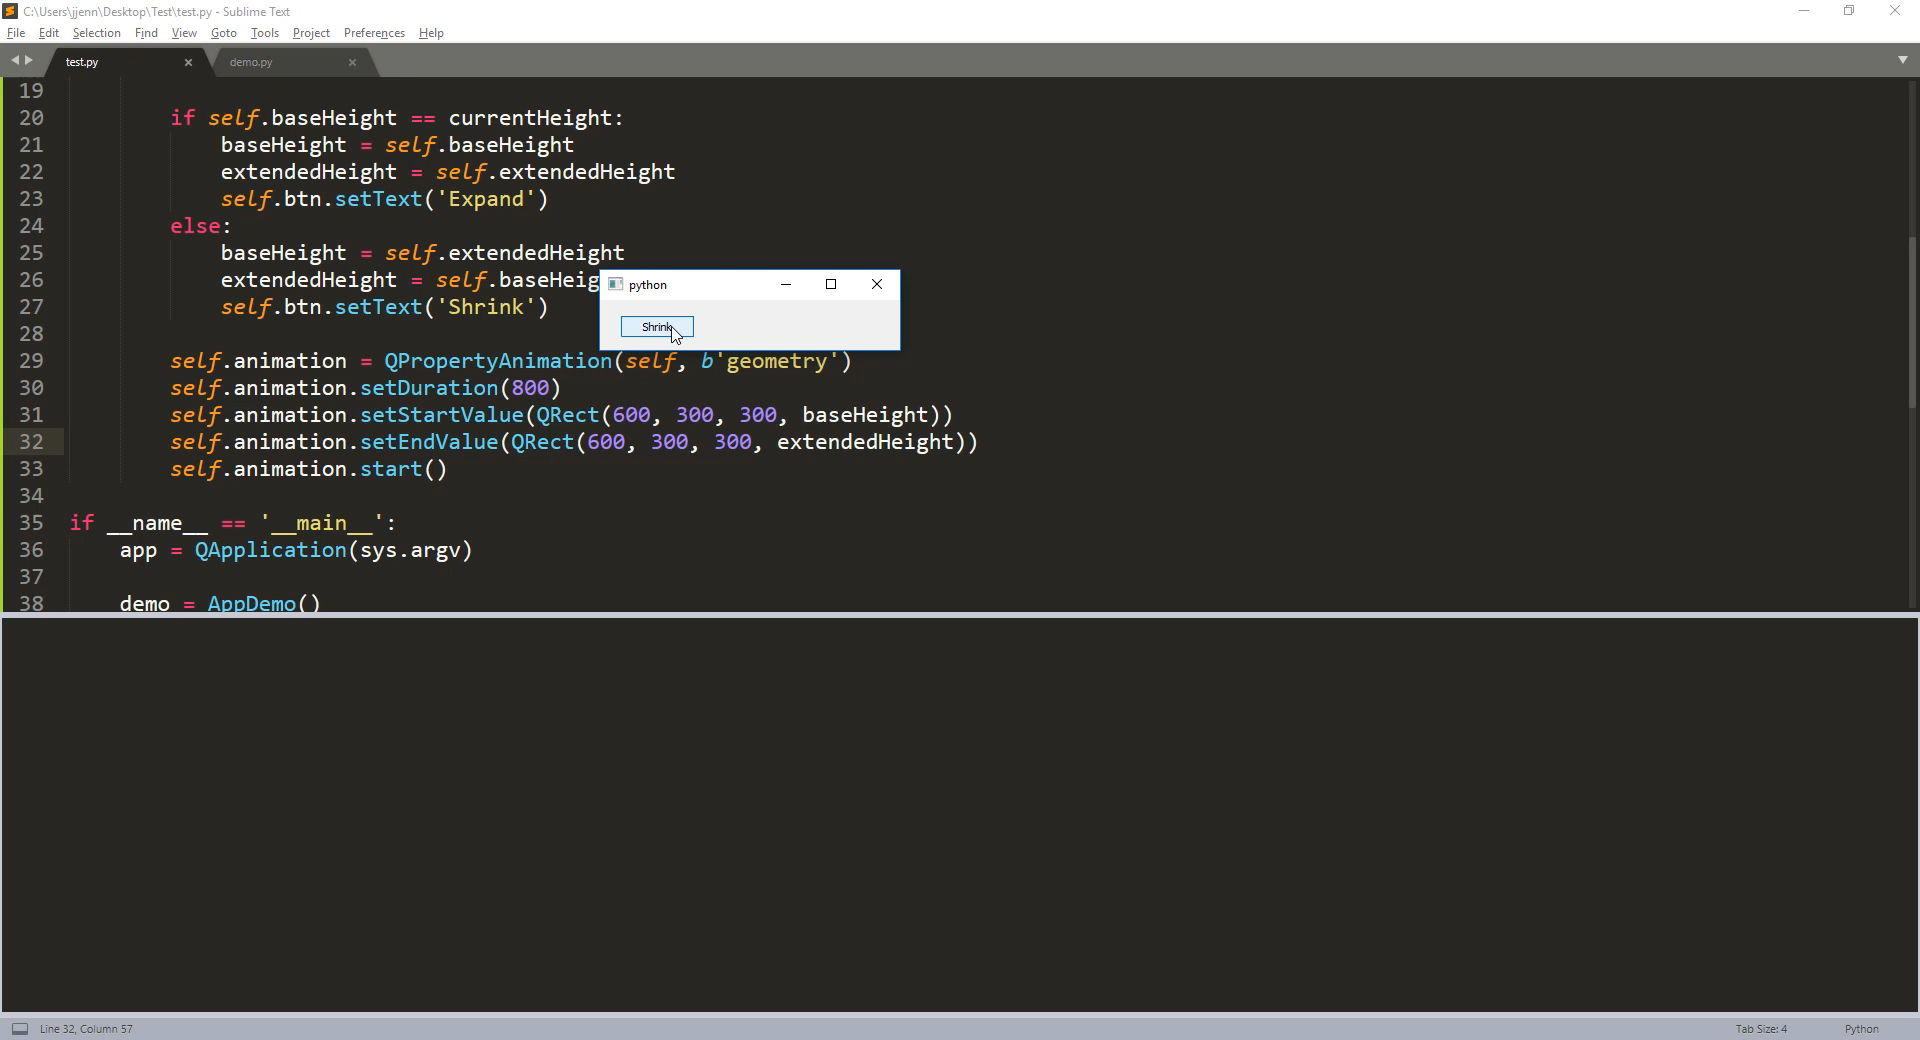 C:\Users\jjenn\Desktop\Test\test.py - Sublime Text
File Edit Selection Find View Goto Tools Project Preferences Help
test.py × demo.py ×
19
20 if self.baseHeight == currentHeight:
21 baseHeight = self.baseHeight
22 extendedHeight = self.extendedHeight
23 self.btn.setText('Expand')
24 else:
25 baseHeight = self.extendedHeight
26 extendedHeight = self.baseHeig
27 self.btn.setText('Shrink')
28
python
Shrink
29 self.animation = QPropertyAnimation(self, b'geometry')
30 self.animation.setDuration(800)
31 self.animation.setStartValue(QRect(600, 300, 300, baseHeight))
32 self.animation.setEndValue(QRect(600, 300, 300, extendedHeight))
33 self.animation.start()
34
35 if __name__ == '__main__':
36 app = QApplication(sys.argv)
37
38 demo = AppDemo()
Line 32, Column 57 Tab Size: 4 Python